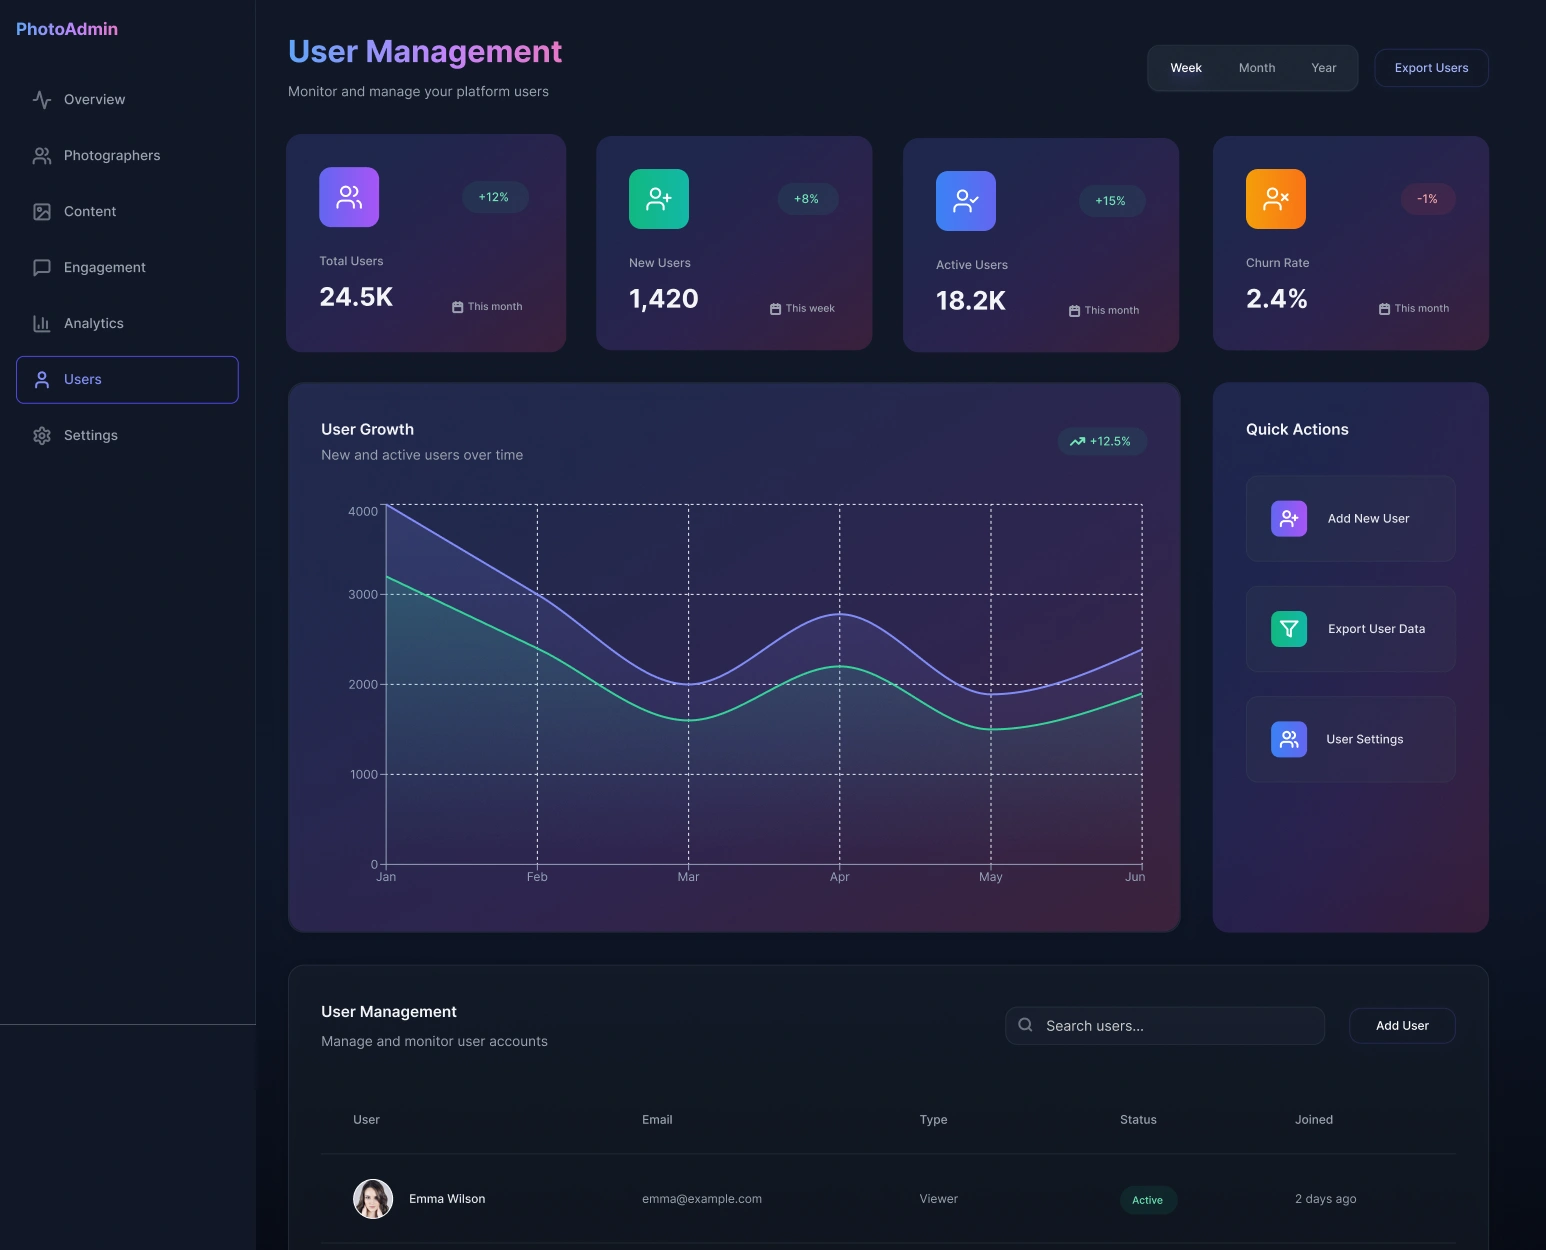 PhotoAdmin
Overview
Photographers
Content
Engagement
Analytics
Users
Settings
User Management
Monitor and manage your platform users
Week Month Year
Export Users
+12%
Total Users
24.5K
This month
+8%
New Users
1,420
This week
+15%
Active Users
18.2K
This month
-1%
Churn Rate
2.4%
This month
User Growth
New and active users over time
+12.5%
4000
3000
2000
1000
0
Jan Feb Mar Apr May Jun
Quick Actions
Add New User
Export User Data
User Settings
User Management
Manage and monitor user accounts
Search users...
Add User
User Email Type Status Joined
Emma Wilson emma@example.com Viewer Active 2 days ago